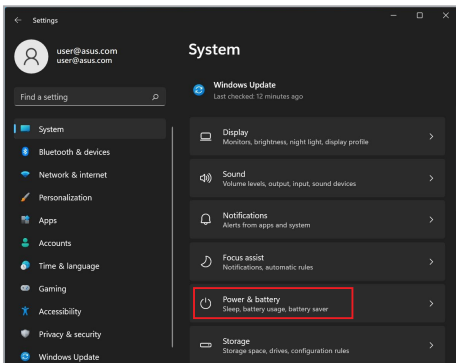 Settings
user@asus.com
user@asus.com
Find a setting
System
Bluetooth & devices
Network & internet
Personalization
Apps
Accounts
Time & language
Gaming
Accessibility
Privacy & security
Windows Update
System
Windows Update
Last checked: 12 minutes ago
Display
Monitors, brightness, night light, display profile
Sound
Volume levels, output, input, sound devices
Notifications
Alerts from apps and system
Focus assist
Notifications, automatic rules
Power & battery
Sleep, battery usage, battery saver
Storage
Storage space, drives, configuration rules